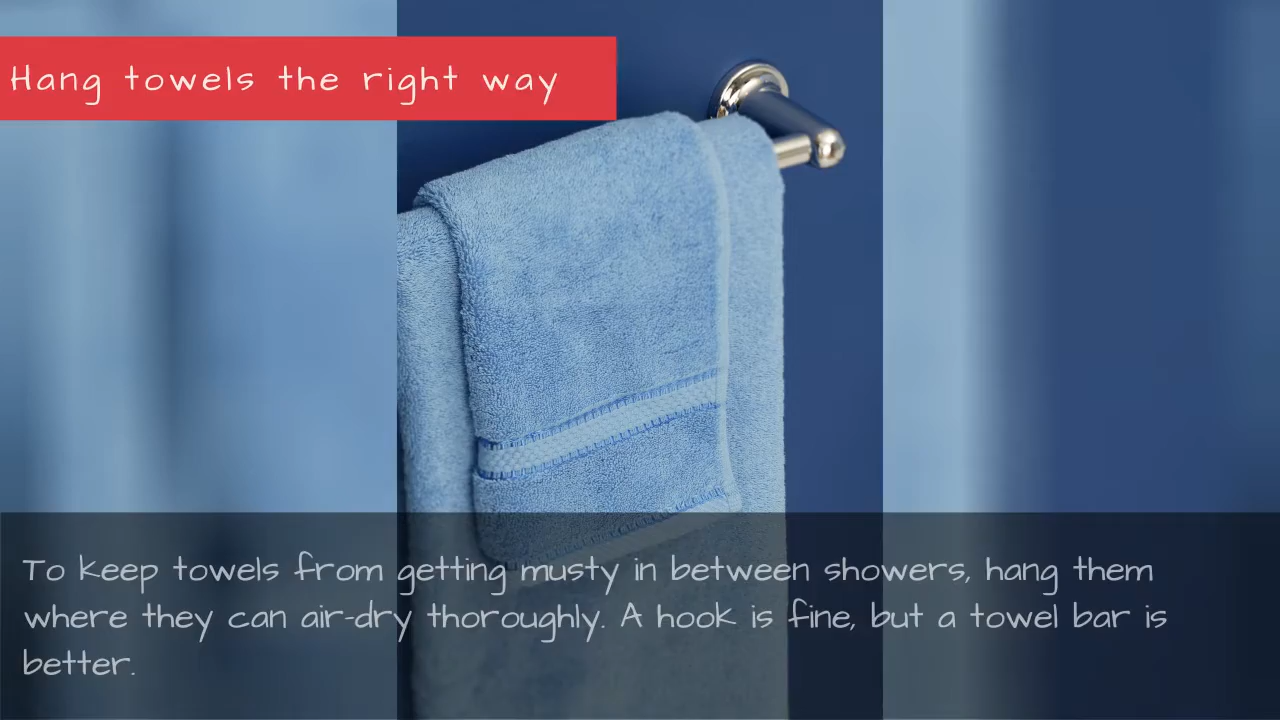 Hang towels the right way
To keep towels from getting musty in between showers, hang them
where they can air-dry thoroughly. A hook is fine, but a towel bar is
better.